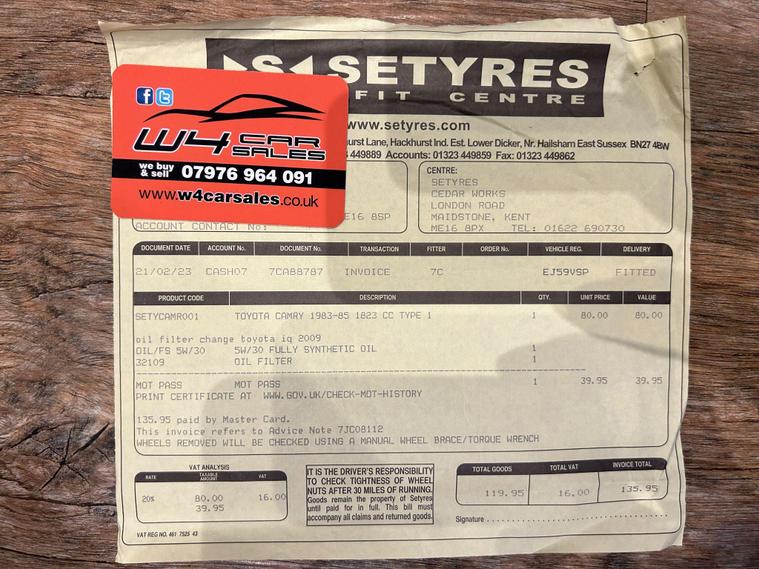 SETYRES
FIT CENTRE
www.setyres.com
urst Lane, Hackhurst Ind. Est. Lower Dicker, Nr. Hailsham East Sussex BN27 4BW
449889 Accounts: 01323 449859 Fax: 01323 449862
W4 CAR SALES
we buy & sell 07976 964 091
www.w4carsales.co.uk
E16 8SP
ACCOUNT CONTACT No:
CENTRE:
SETYRES
CEDAR WORKS
LONDON ROAD
MAIDSTONE, KENT
ME16 8PX TEL: 01622 690730
DOCUMENT DATE ACCOUNT No. DOCUMENT No. TRANSACTION FITTER ORDER No. VEHICLE REG. DELIVERY
21/02/23 CASH07 7CA88787 INVOICE 7C EJ59VSP FITTED
PRODUCT CODE DESCRIPTION QTY. UNIT PRICE VALUE
SETYCAMR001 TOYOTA CAMRY 1983-85 1823 CC TYPE 1 1 80.00 80.00
oil filter change toyota iq 2009
OIL/FS 5W/30 5W/30 FULLY SYNTHETIC OIL 1
32109 OIL FILTER 1
MOT PASS MOT PASS 1 39.95 39.95
PRINT CERTIFICATE AT WWW.GOV.UK/CHECK-MOT-HISTORY
135.95 paid by Master Card.
This invoice refers to Advice Note 7JC08112
WHEELS REMOVED WILL BE CHECKED USING A MANUAL WHEEL BRACE/TORQUE WRENCH
VAT ANALYSIS
RATE TAXABLE AMOUNT VAT
20% 80.00 16.00
39.95
VAT REG NO. 461 7525 43
IT IS THE DRIVER'S RESPONSIBILITY
TO CHECK TIGHTNESS OF WHEEL
NUTS AFTER 30 MILES OF RUNNING.
Goods remain the property of Setyres
until paid for in full. This bill must
accompany all claims and returned goods.
TOTAL GOODS TOTAL VAT INVOICE TOTAL
119.95 16.00 135.95
Signature